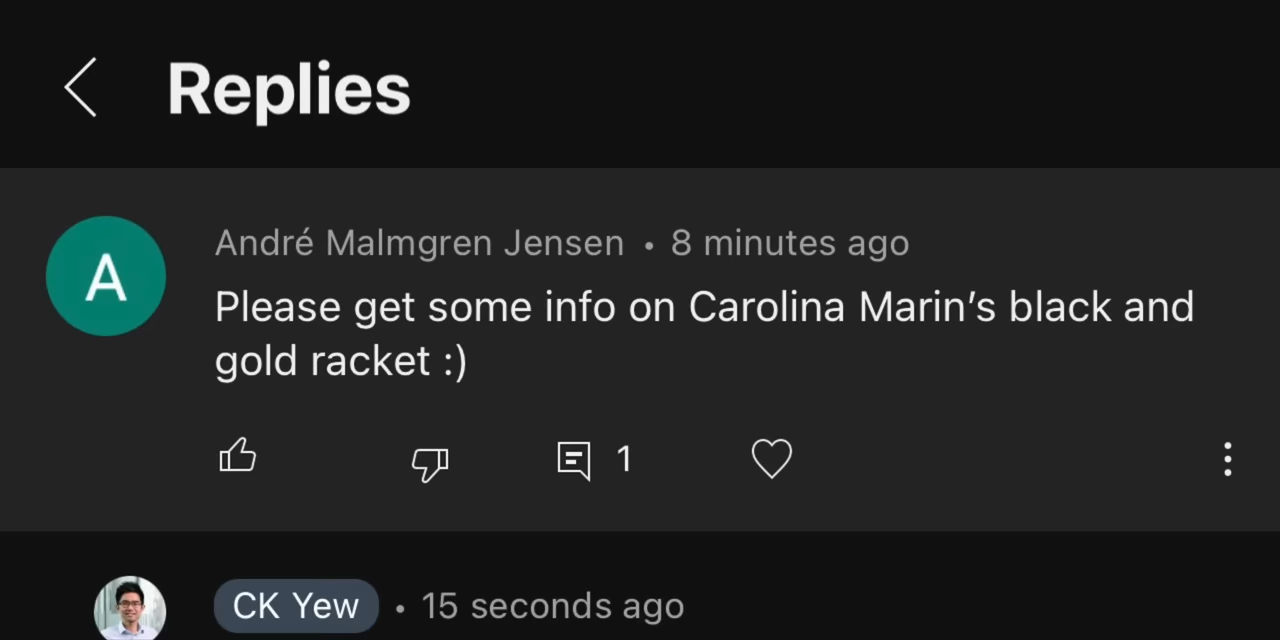 Replies
A
André Malmgren Jensen • 8 minutes ago
Please get some info on Carolina Marin’s black and
gold racket :)
1
CK Yew • 15 seconds ago